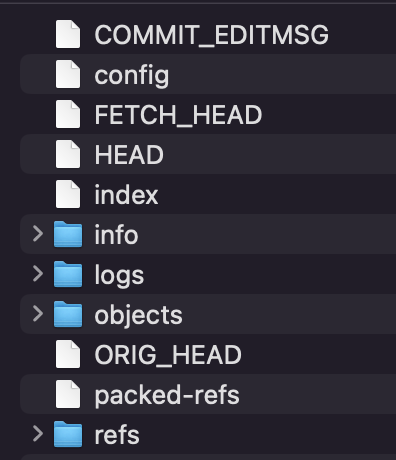 COMMIT_EDITMSG
config
FETCH_HEAD
HEAD
index
info
logs
objects
ORIG_HEAD
packed-refs
refs